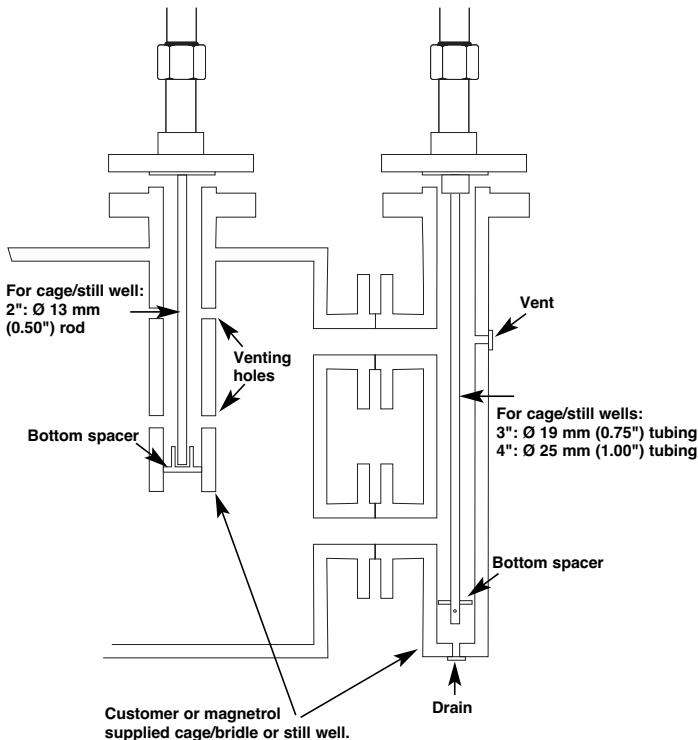 For cage/still well:
2": Ø 13 mm
(0.50") rod
Venting
holes
Bottom spacer
Vent
For cage/still wells:
3": Ø 19 mm (0.75") tubing
4": Ø 25 mm (1.00") tubing
Bottom spacer
Drain
Customer or magnetrol
supplied cage/bridle or still well.